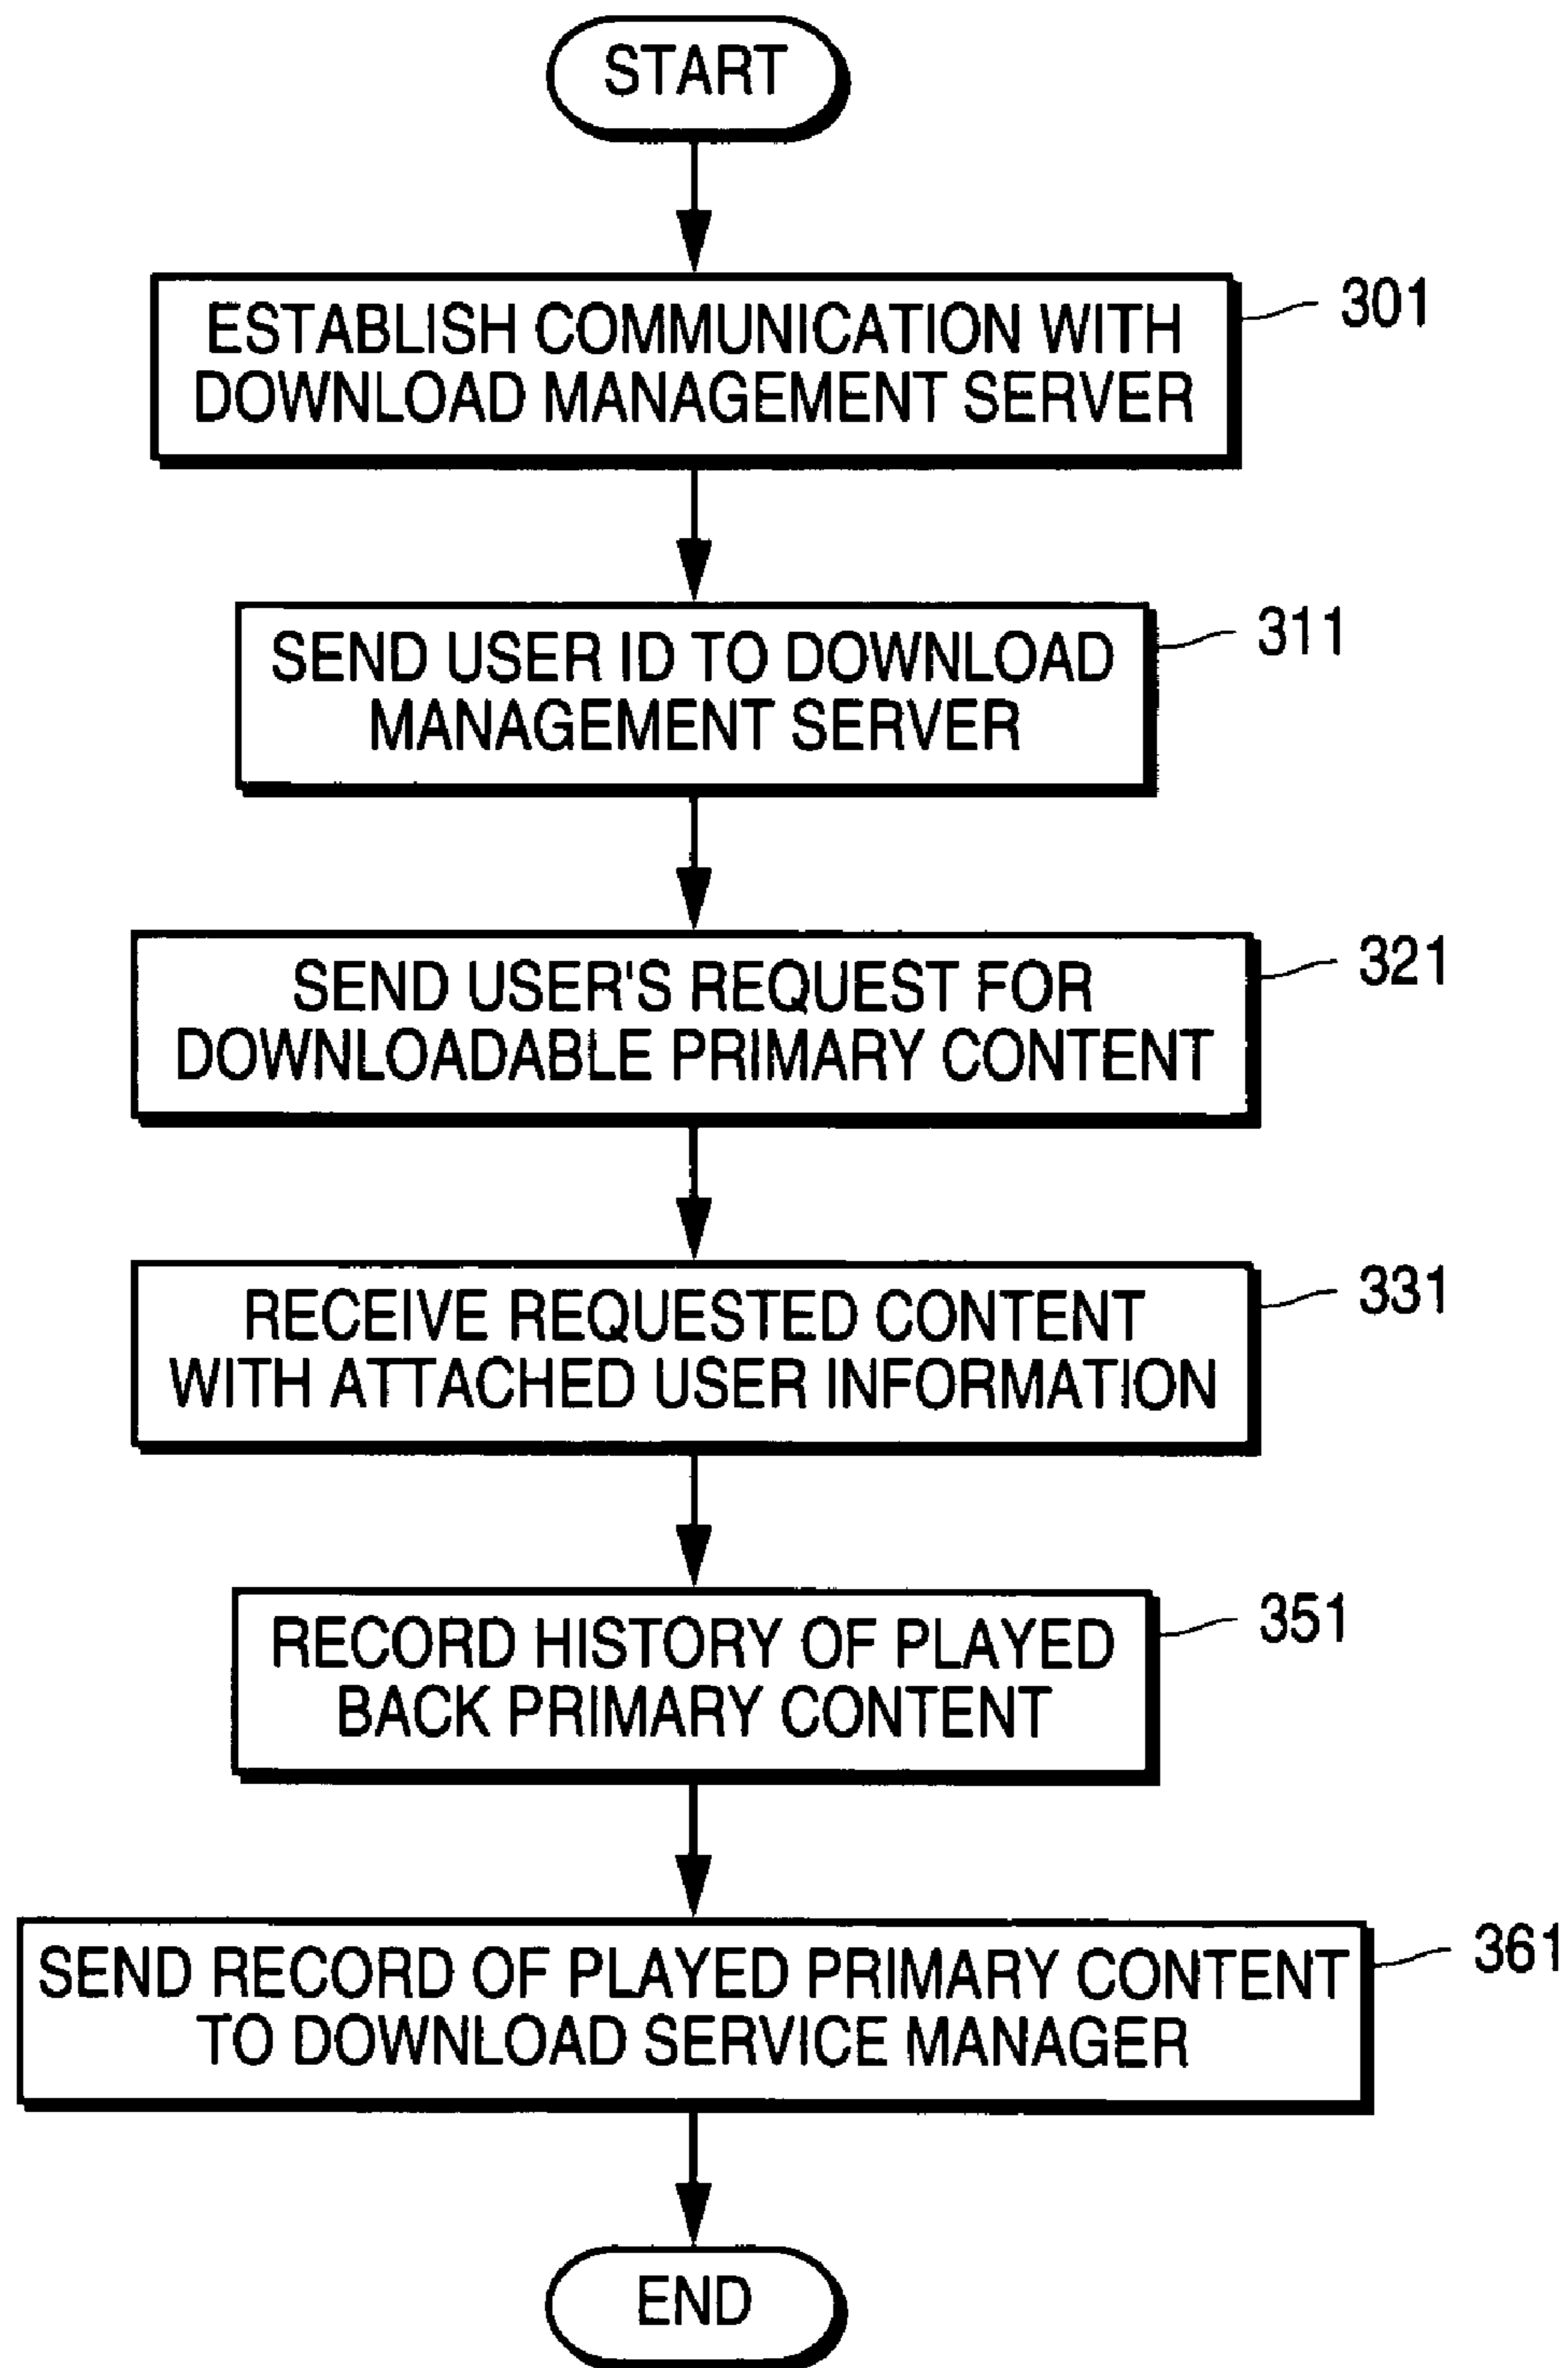 START
ESTABLISH COMMUNICATION WITH
DOWNLOAD MANAGEMENT SERVER
301
SEND USER ID TO DOWNLOAD
MANAGEMENT SERVER
311
SEND USER'S REQUEST FOR
DOWNLOADABLE PRIMARY CONTENT
321
RECEIVE REQUESTED CONTENT
WITH ATTACHED USER INFORMATION
331
RECORD HISTORY OF PLAYED
BACK PRIMARY CONTENT
351
SEND RECORD OF PLAYED PRIMARY CONTENT
TO DOWNLOAD SERVICE MANAGER
361
END